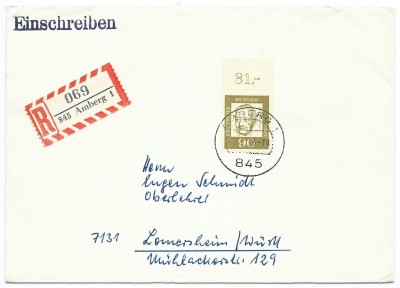 Einschreiben
81.-
R
069
845 Amberg 1
90
845
Herrn
Eugen Schmidt
Oberlehrer
7131 Lomersheim/Württ
Mühlackerstr 129